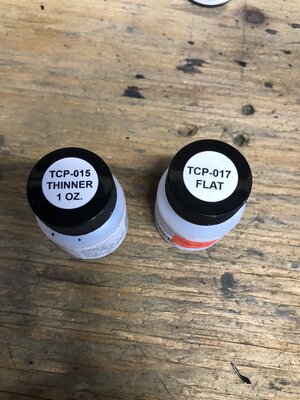 TCP-015
THINNER
1 OZ.
TCP-017
FLAT